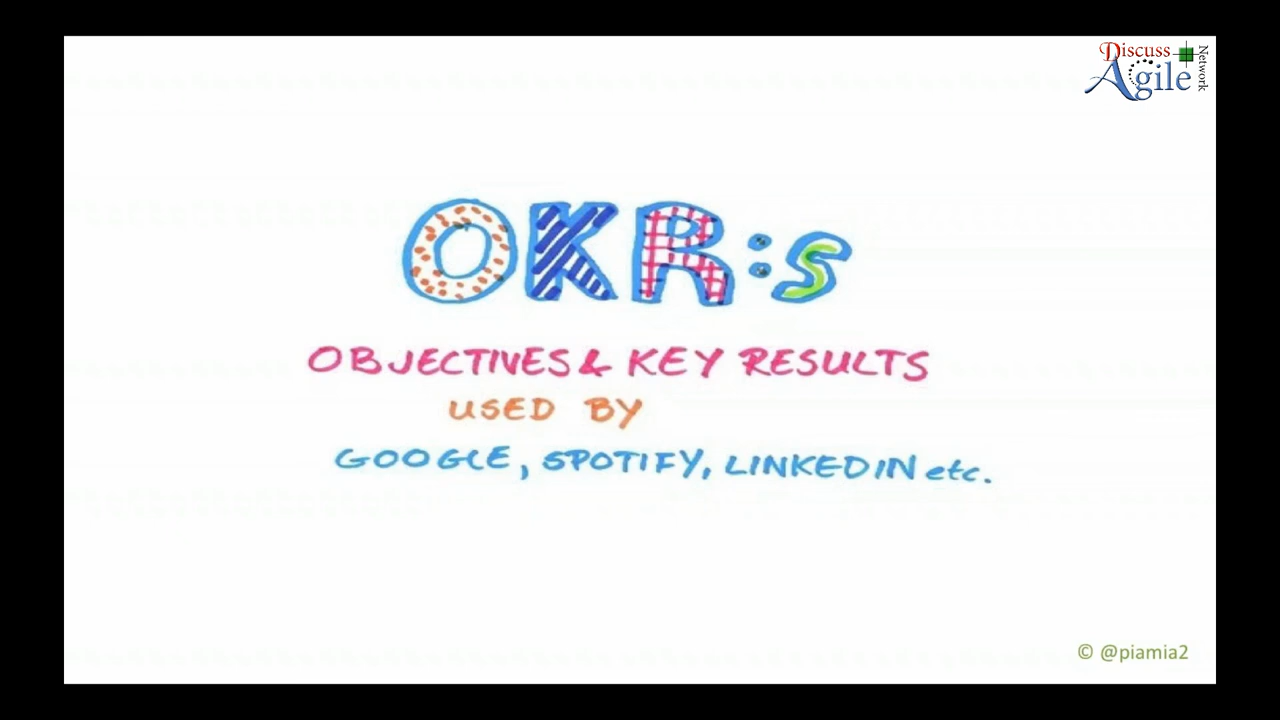 Discuss
Agile
Network
OKR:s
OBJECTIVES & KEY RESULTS
USED BY
GOOGLE, SPOTIFY, LINKEDIN etc.
© @piamia2